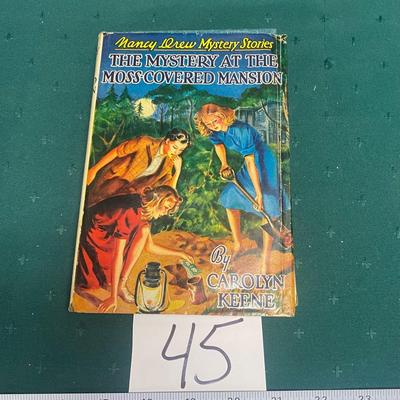 Nancy Drew Mystery Stories
THE MYSTERY AT THE
MOSS-COVERED MANSION
By
CAROLYN
KEENE
45